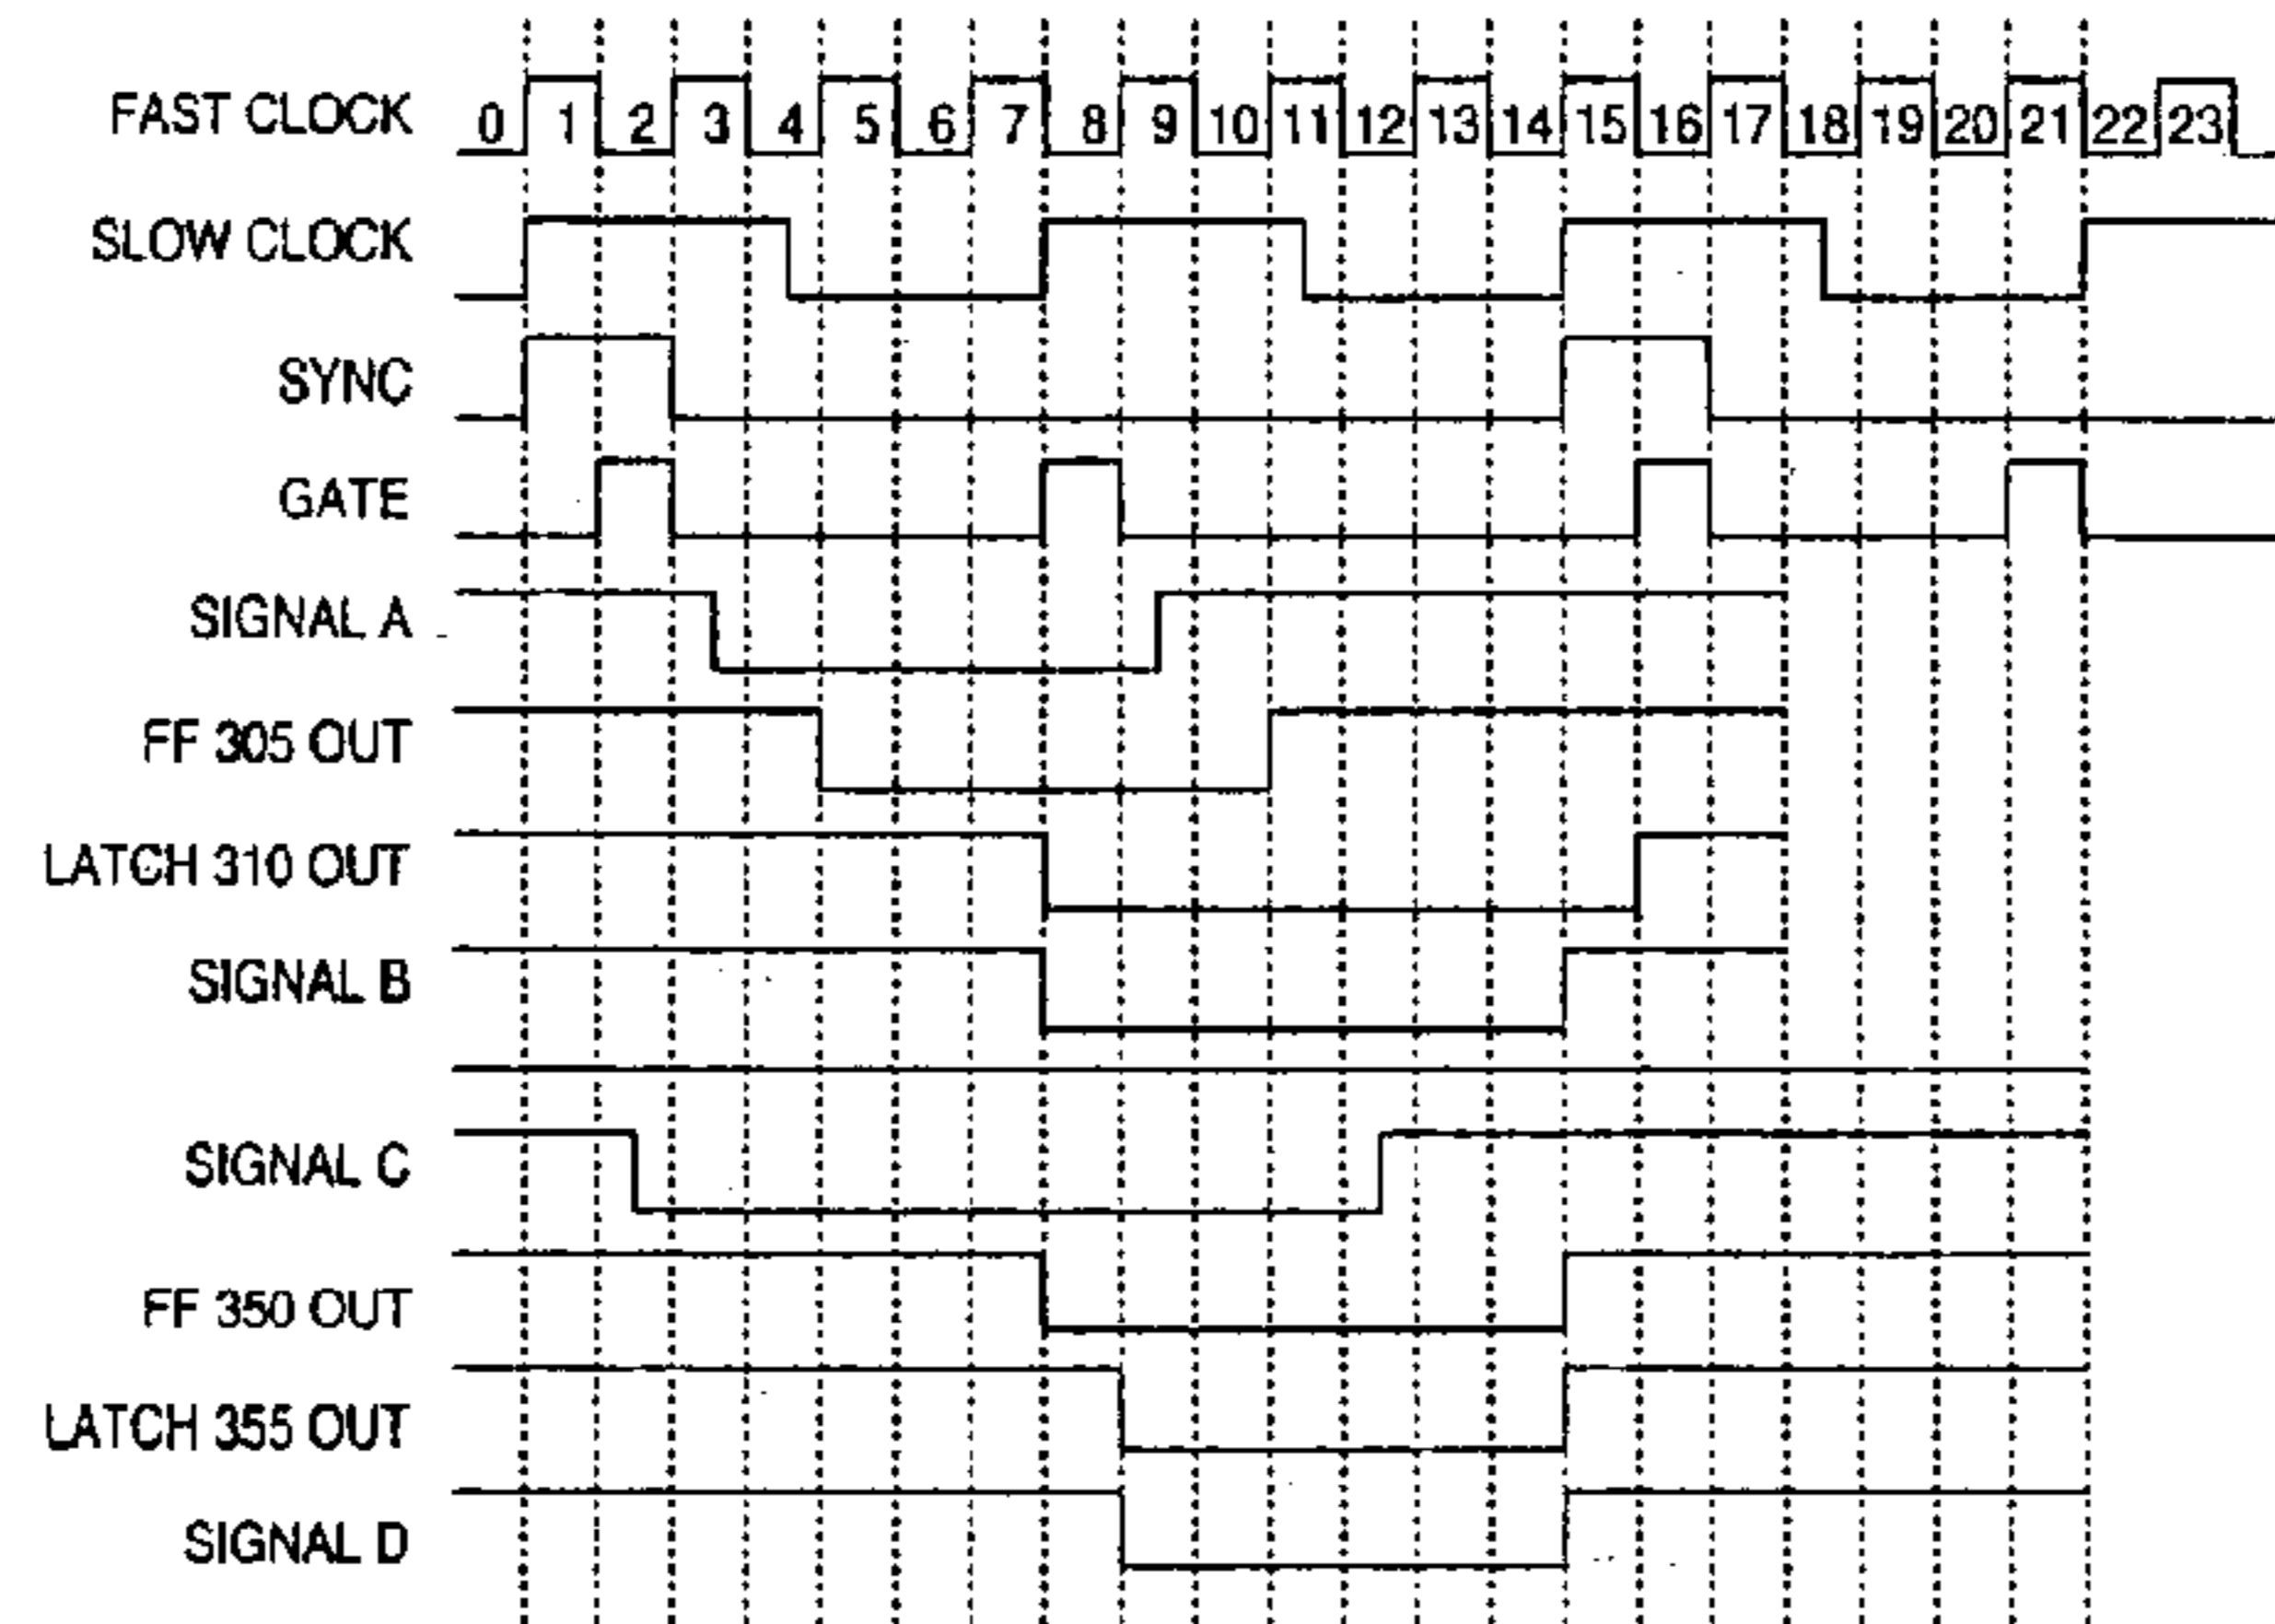 FAST CLOCK 0 1 2 3 4 5 6 7 8 9 10 11 12 13 14 15 16 17 18 19 20 21 22 23
SLOW CLOCK
SYNC
GATE
SIGNAL A
FF 305 OUT
LATCH 310 OUT
SIGNAL B
SIGNAL C
FF 350 OUT
LATCH 355 OUT
SIGNAL D